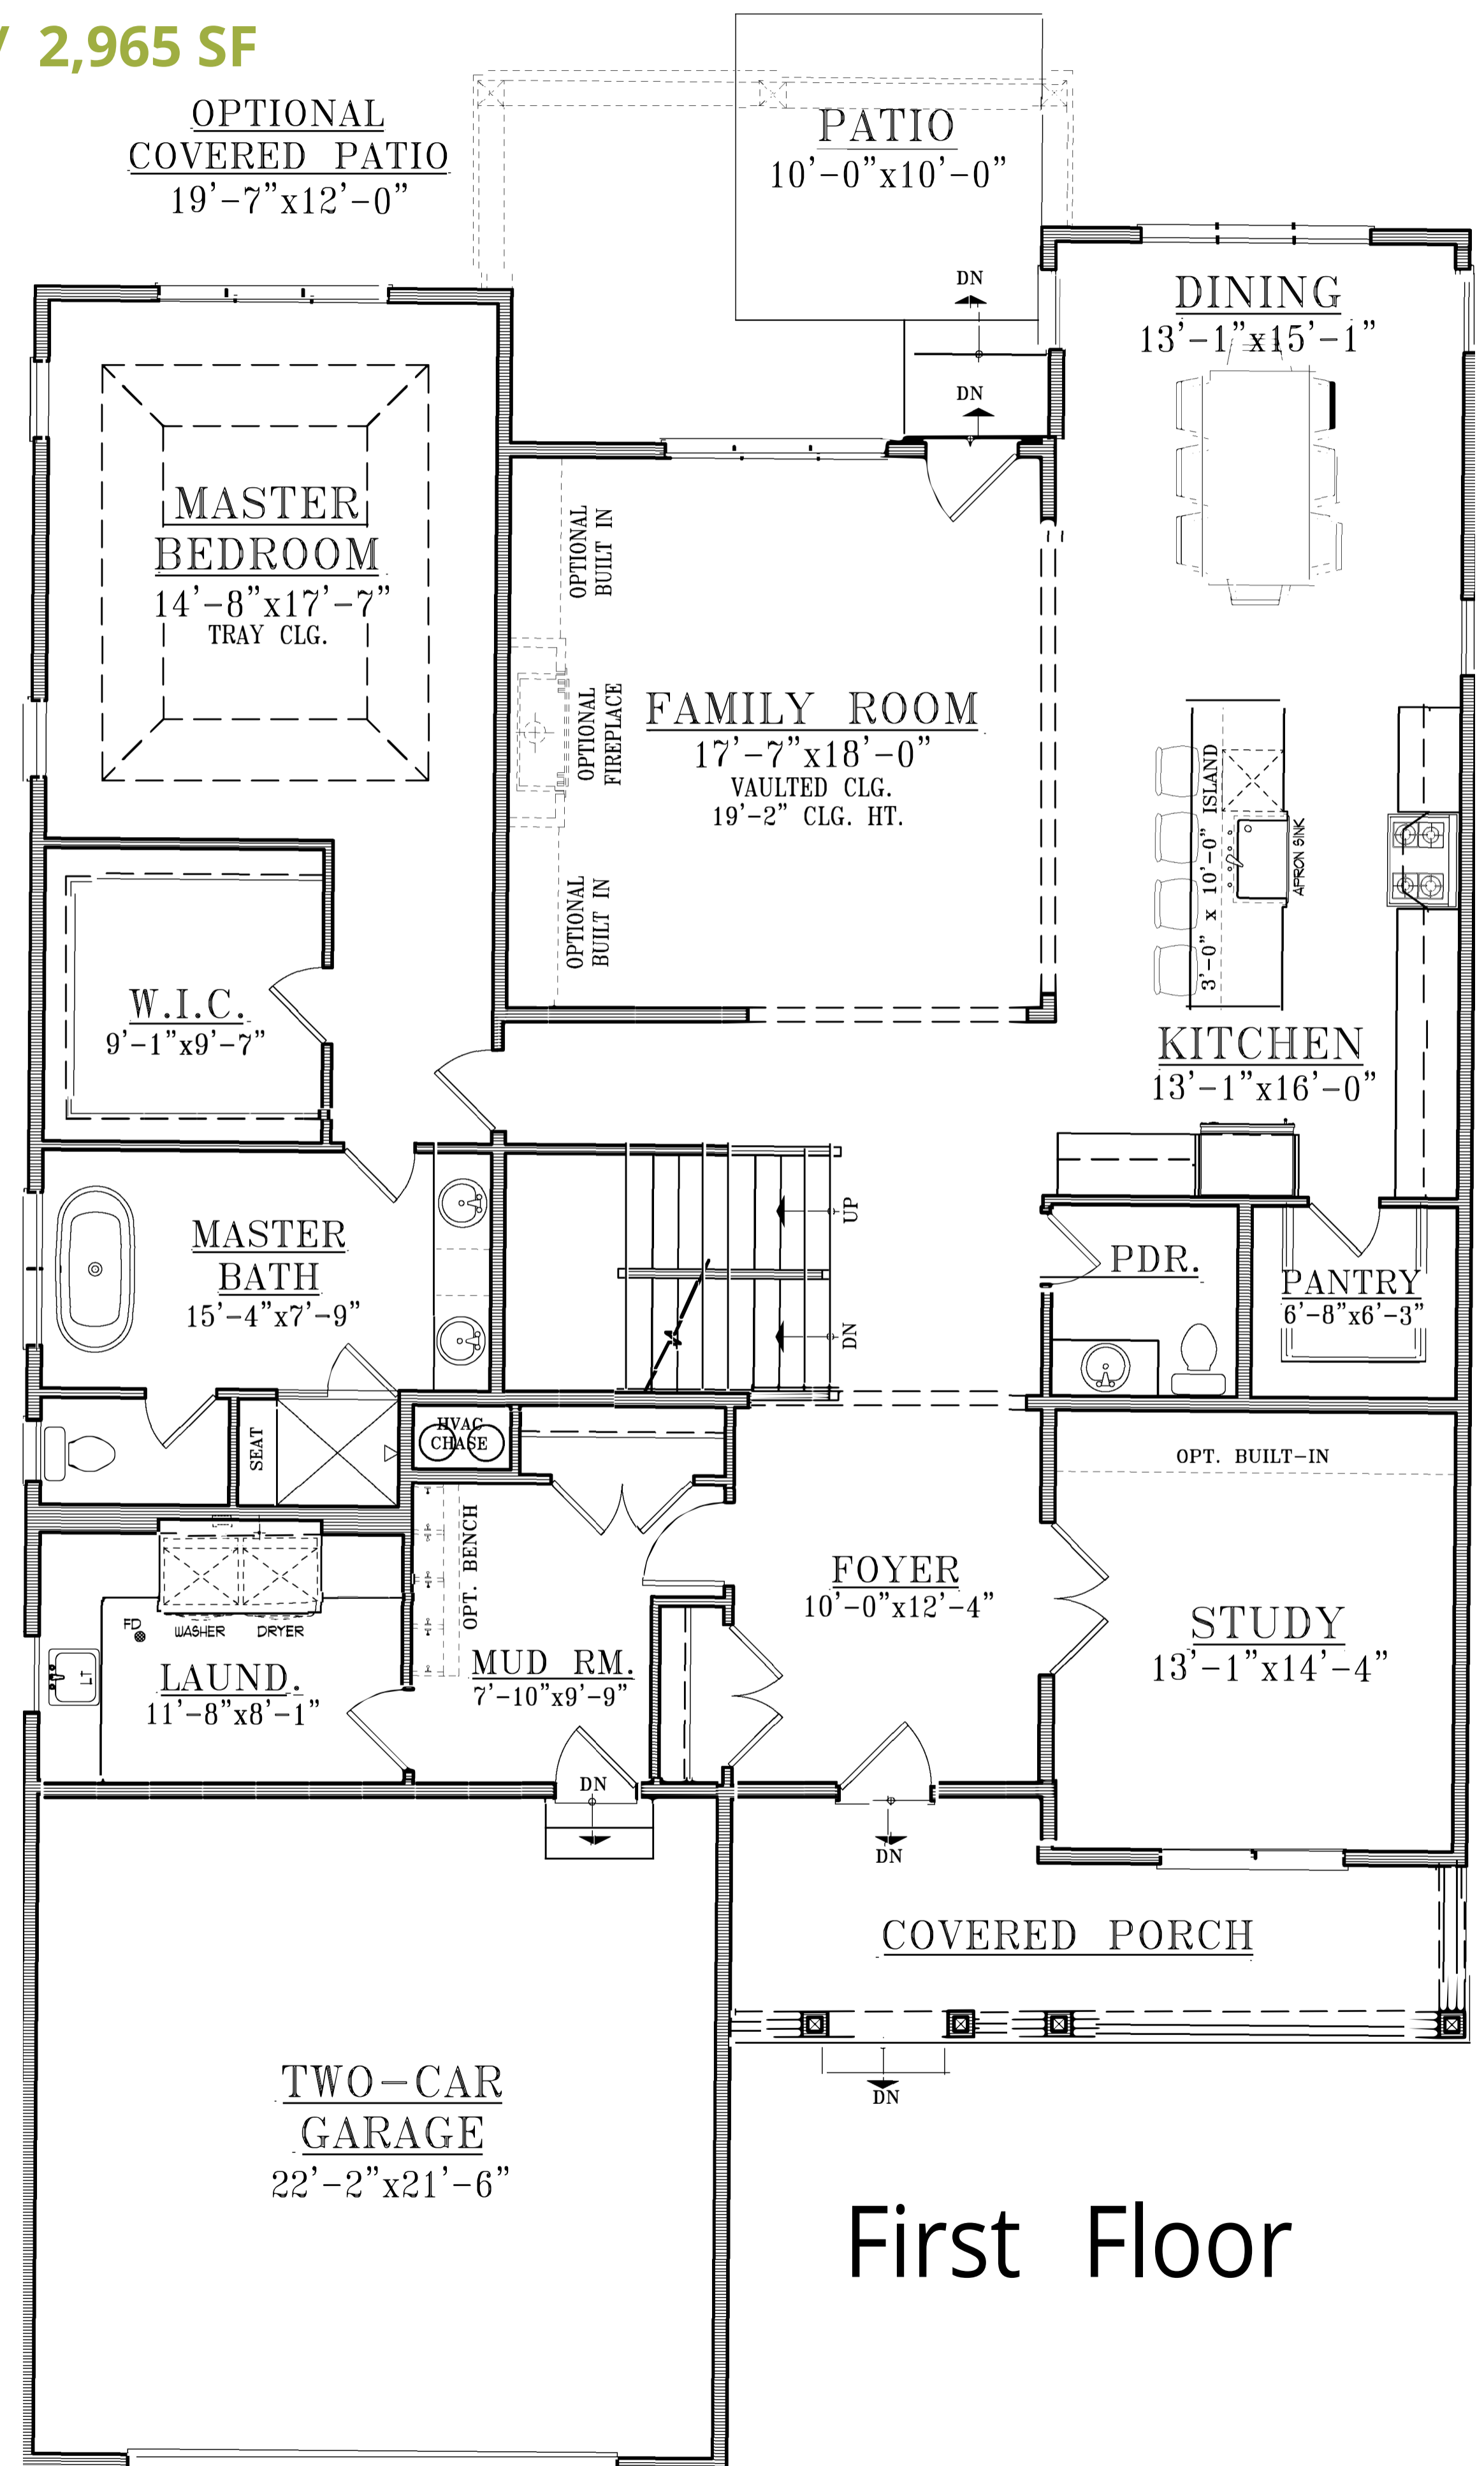 / 2,965 SF
OPTIONAL
COVERED PATIO
19'-7"x12'-0"
PATIO
10'-0"x10'-0"
DN
DN
DINING
13'-1"x15'-1"
MASTER
BEDROOM
14'-8"x17'-7"
TRAY CLG.
OPTIONAL
BUILT IN
OPTIONAL
FIREPLACE
OPTIONAL
BUILT IN
FAMILY ROOM
17'-7"x18'-0"
VAULTED CLG.
19'-2" CLG. HT.
3'-0" x 10'-0" ISLAND
APRON SINK
W.I.C.
9'-1"x9'-7"
KITCHEN
13'-1"x16'-0"
UP
DN
MASTER
BATH
15'-4"x7'-9"
PDR.
PANTRY
6'-8"x6'-3"
SEAT
HVAC
CHASE
OPT. BUILT-IN
OPT. BENCH
FOYER
10'-0"x12'-4"
STUDY
13'-1"x14'-4"
FD
WASHER
DRYER
LT
LAUND.
11'-8"x8'-1"
MUD RM.
7'-10"x9'-9"
DN
DN
COVERED PORCH
DN
TWO-CAR
GARAGE
22'-2"x21'-6"
First Floor